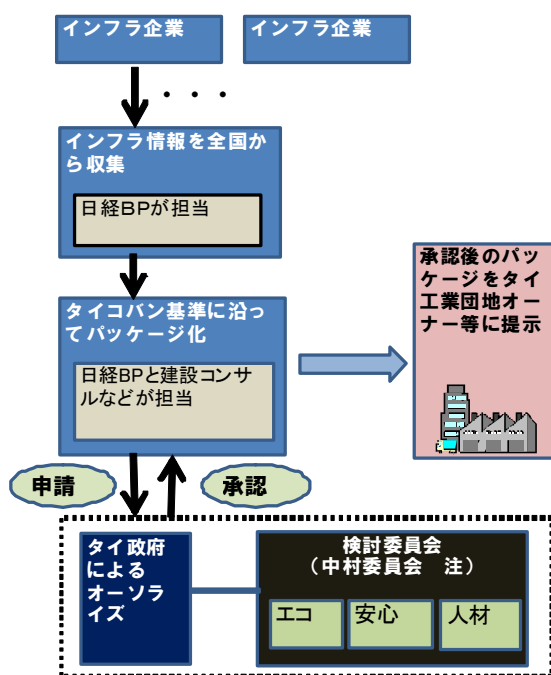 インフラ企業
インフラ企業
・・・
インフラ情報を全国か
ら収集
日経BPが担当
タイコバン基準に沿っ
てパッケージ化
日経BPと建設コンサ
ルなどが担当
承認後のパッ
ケージをタイ
工業団地オー
ナー等に提示
申請
承認
タイ政府
による
オーソラ
イズ
検討委員会
（中村委員会　注）
エコ
安心
人材